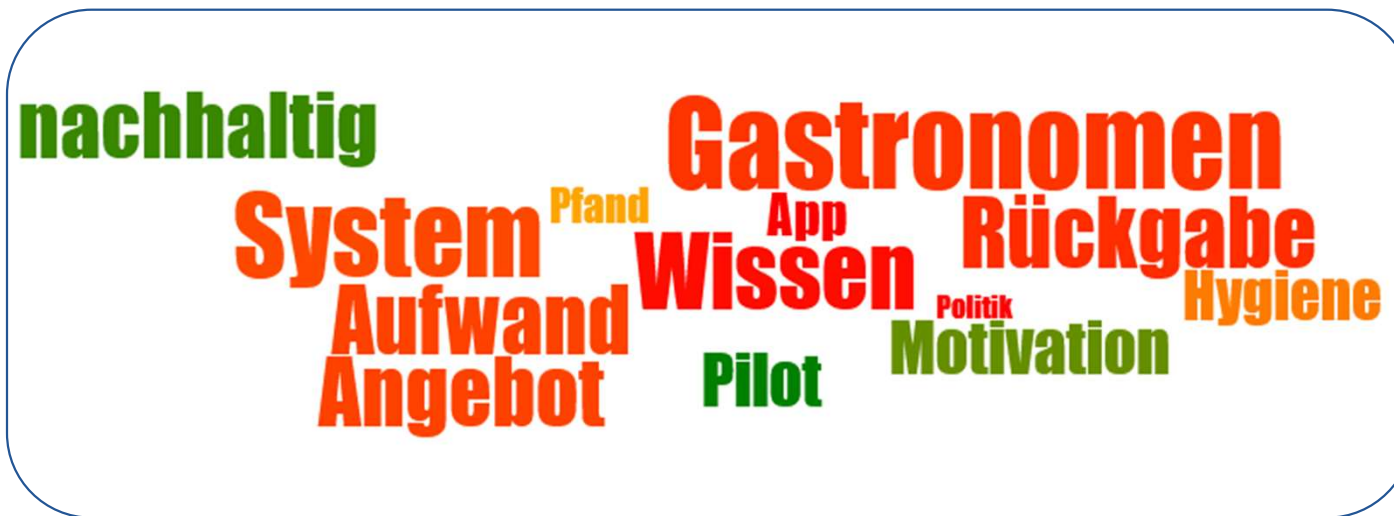 nachhaltig
Gastronomen
System
Pfand
App
Rückgabe
Wissen
Hygiene
Aufwand
Politik
Motivation
Angebot
Pilot